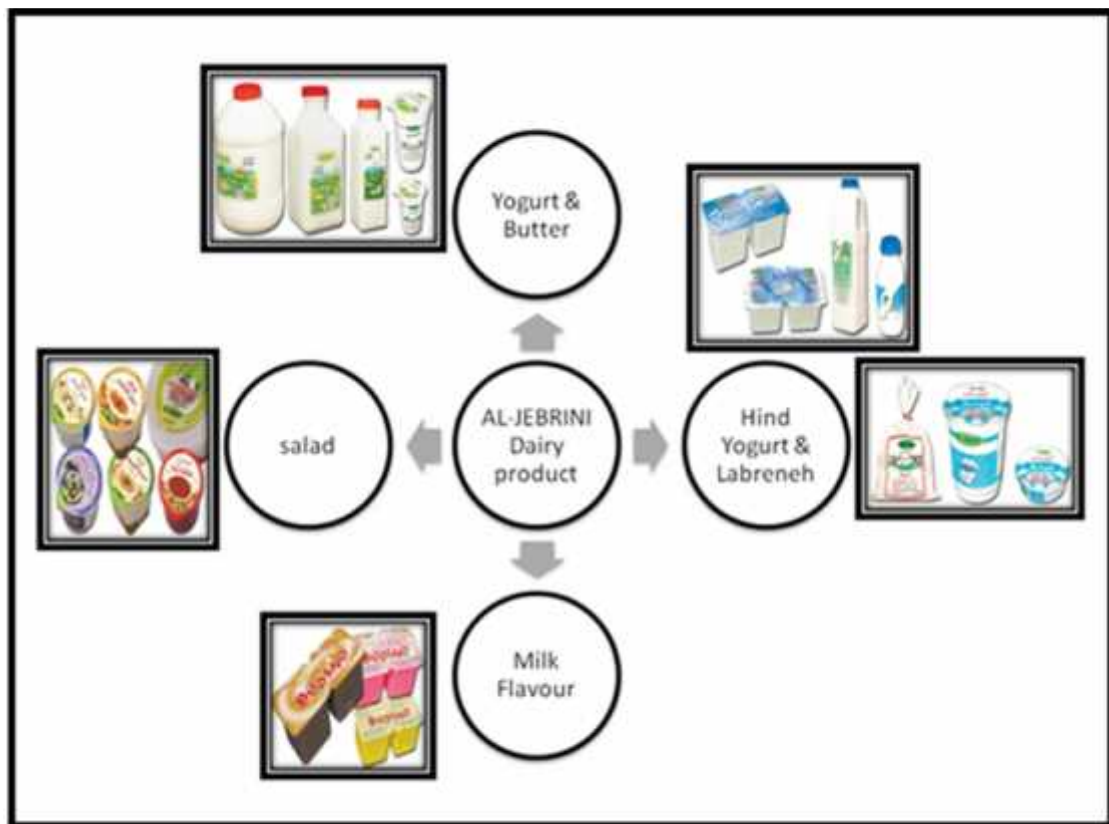 Yogurt &
Butter
salad
AL-JEBRINI
Dairy
product
Hind
Yogurt &
Labreneh
Milk
Flavour